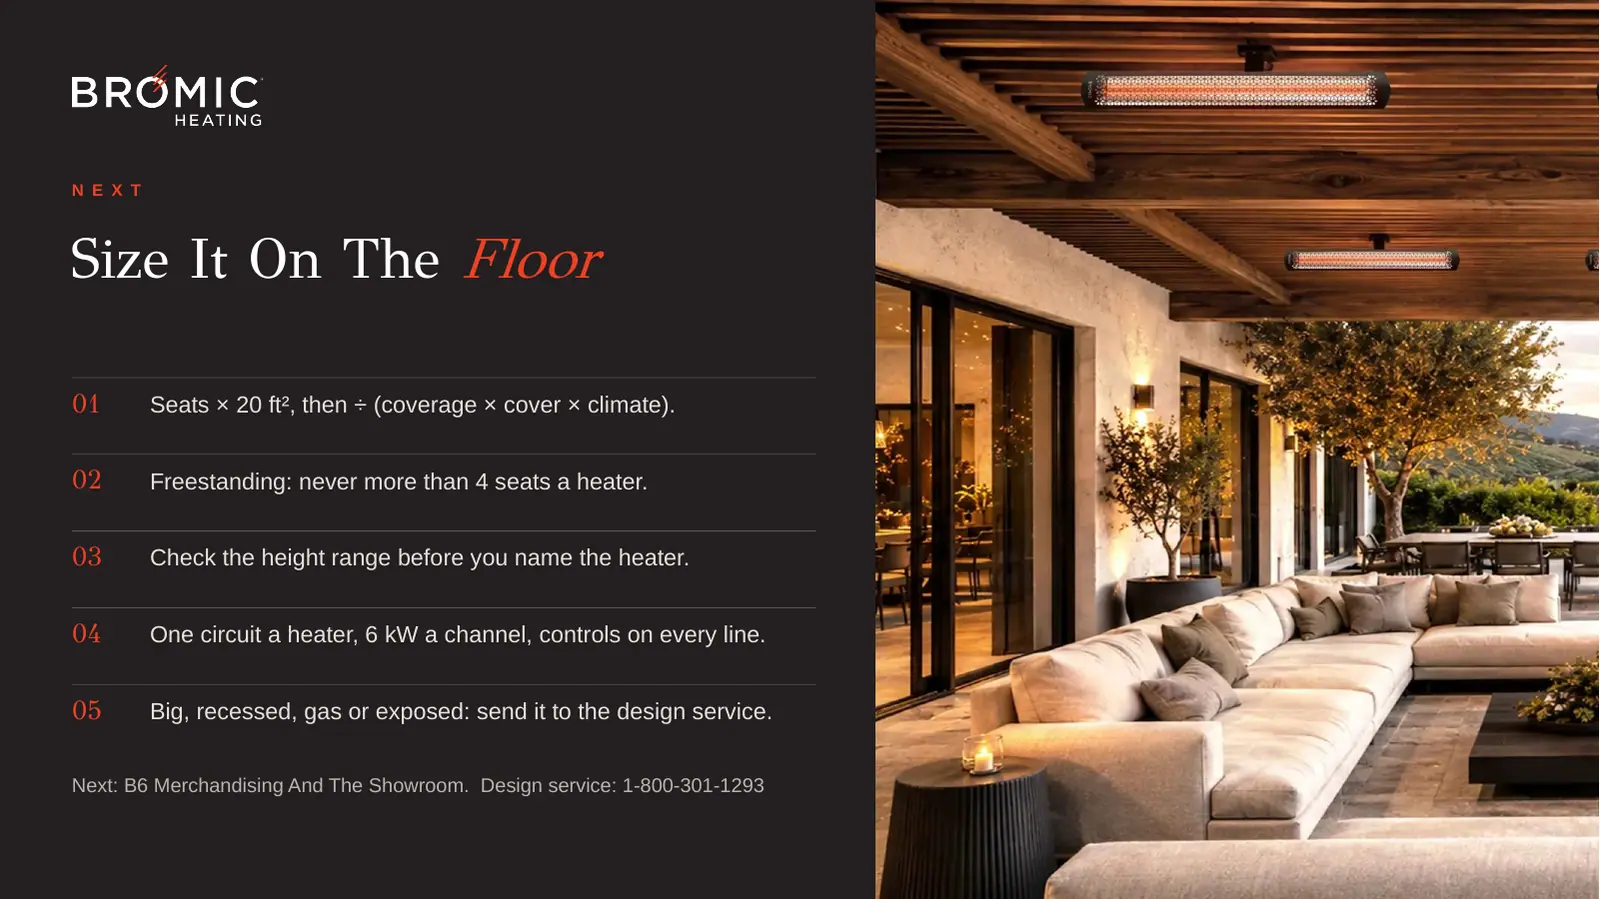 BROMIC
HEATING
NEXT
Size It On The Floor
01 Seats × 20 ft², then ÷ (coverage × cover × climate).
02 Freestanding: never more than 4 seats a heater.
03 Check the height range before you name the heater.
04 One circuit a heater, 6 kW a channel, controls on every line.
05 Big, recessed, gas or exposed: send it to the design service.
Next: B6 Merchandising And The Showroom. Design service: 1-800-301-1293